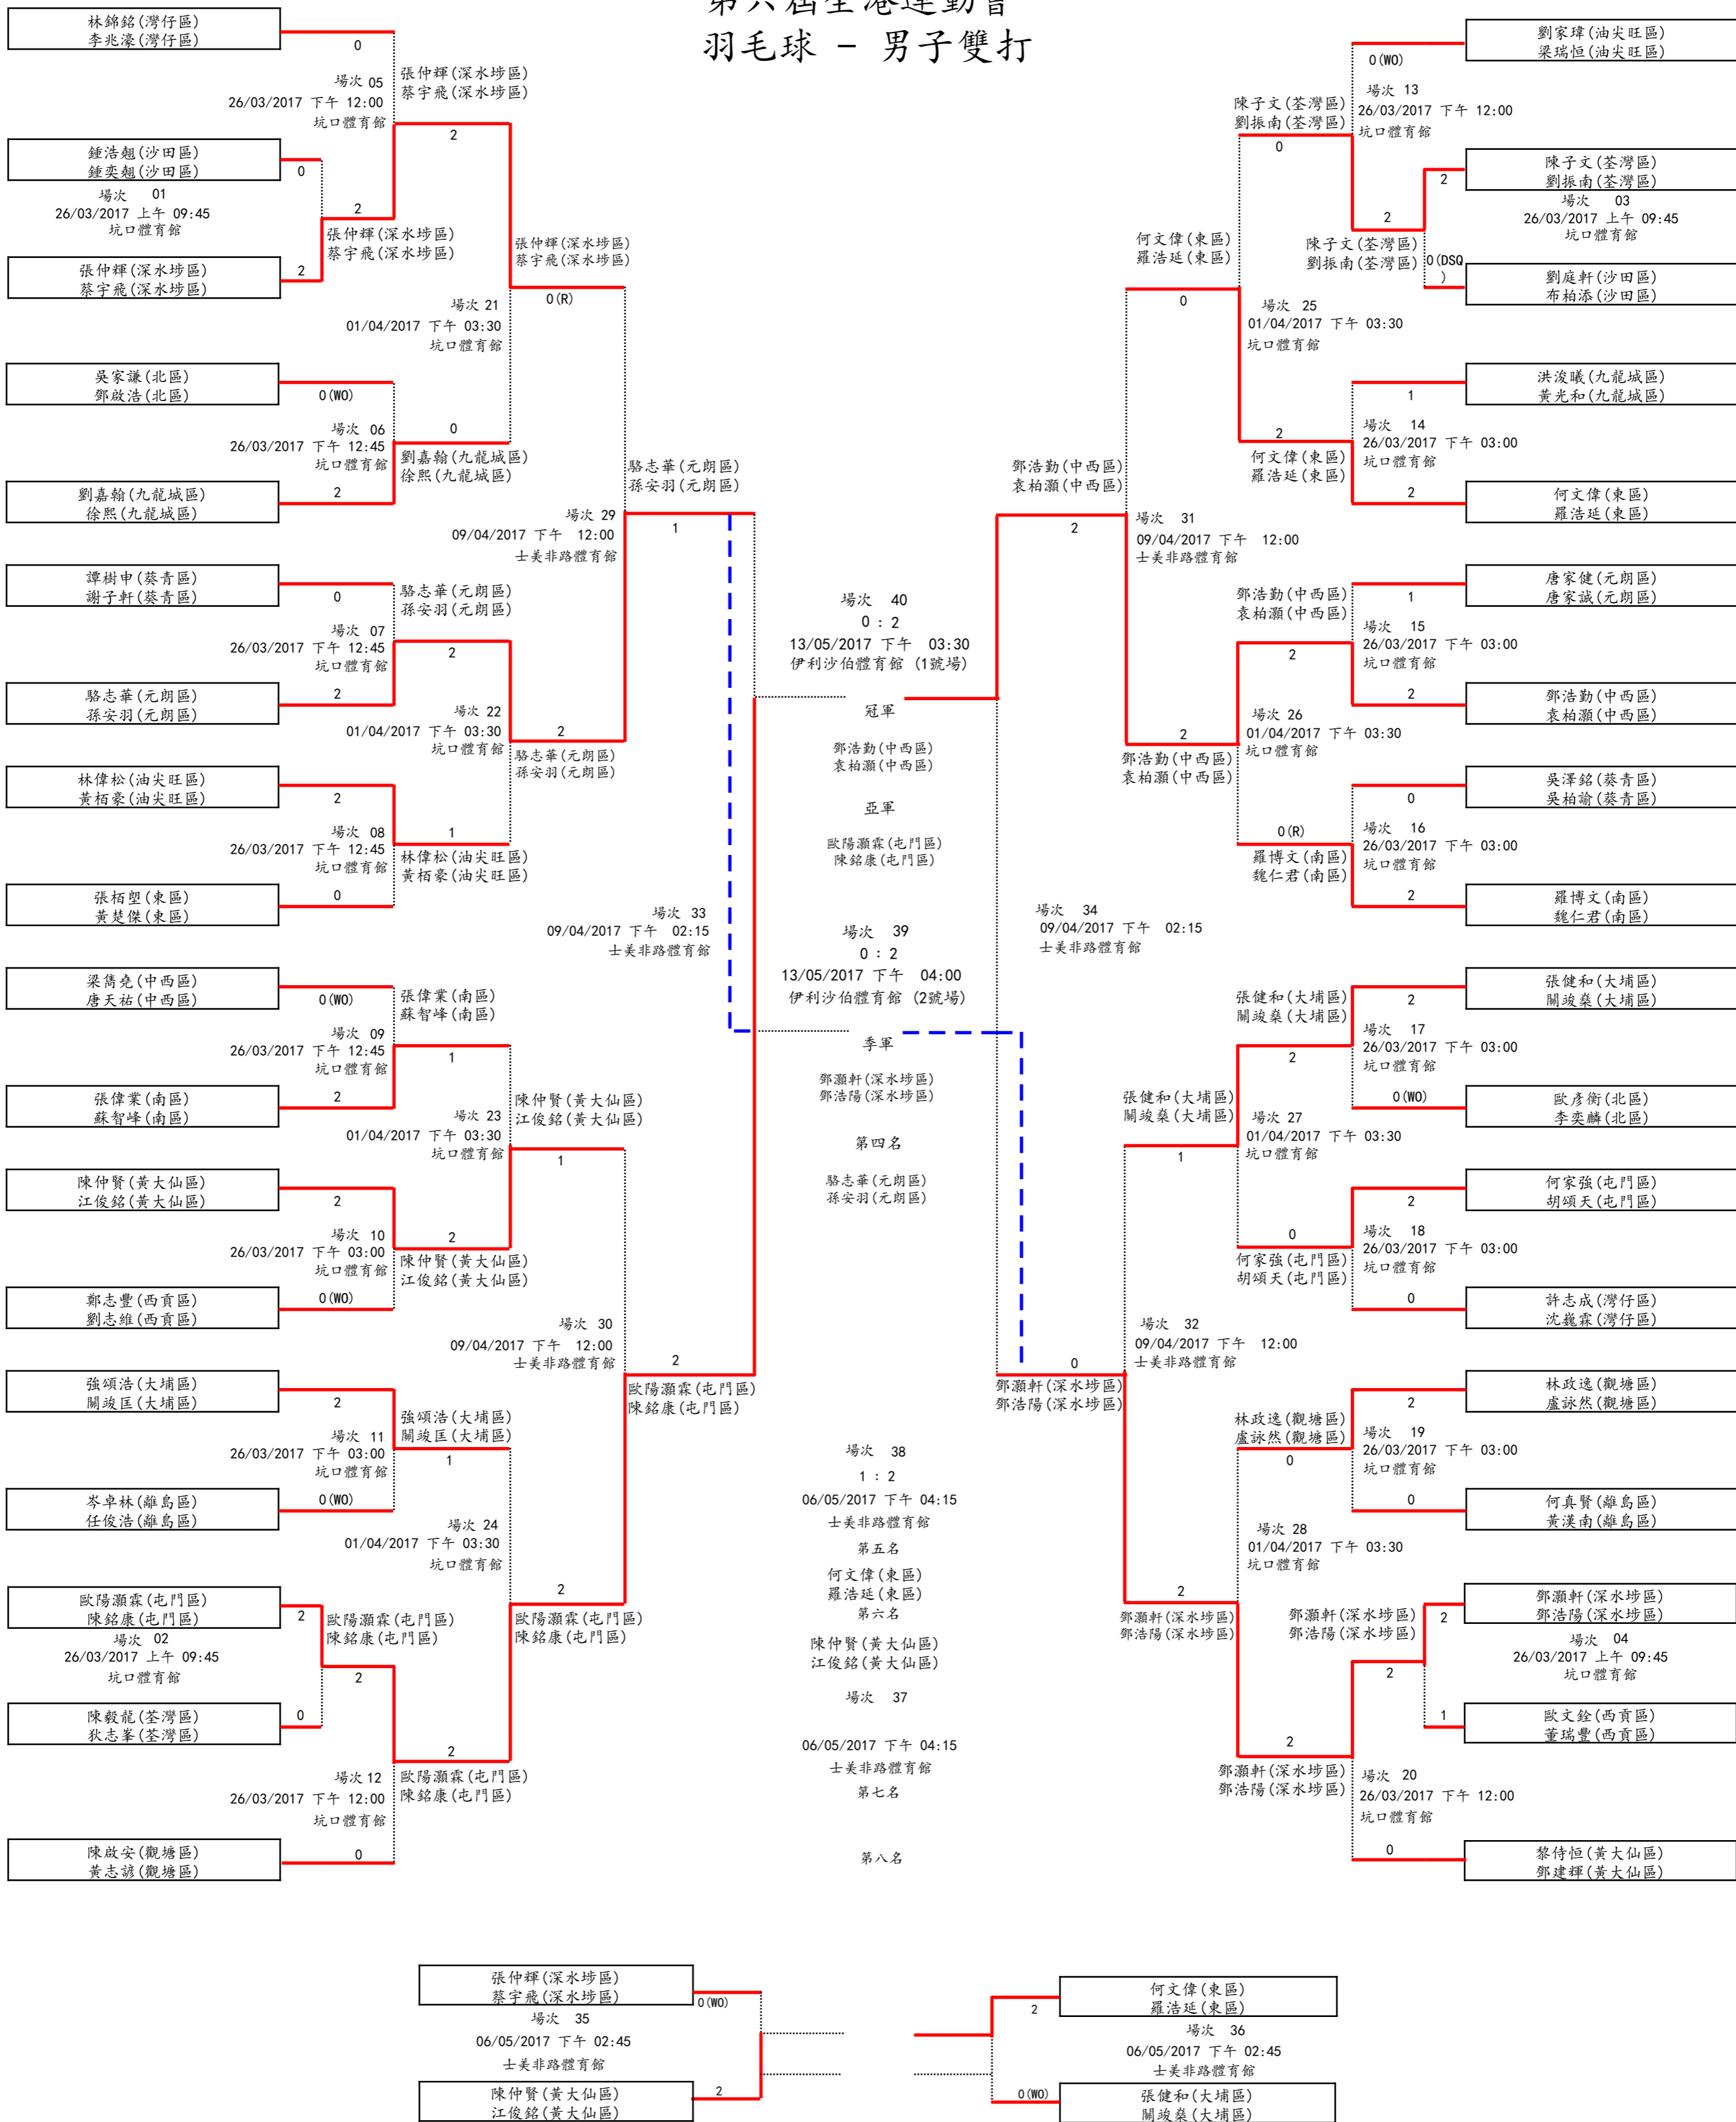 第六屆全港運動會
羽毛球 - 男子雙打
林錦銘(灣仔區)
李兆濠(灣仔區)
0
場次 05
26/03/2017 下午 12:00
坑口體育館
張仲輝(深水埗區)
蔡宇飛(深水埗區)
2
鍾浩翹(沙田區)
鍾奕翹(沙田區)
0
場次 01
26/03/2017 上午 09:45
坑口體育館
2
張仲輝(深水埗區)
蔡宇飛(深水埗區)
張仲輝(深水埗區)
蔡宇飛(深水埗區)
2
張仲輝(深水埗區)
蔡宇飛(深水埗區)
0(R)
場次 21
01/04/2017 下午 03:30
坑口體育館
吳家謙(北區)
鄧啟浩(北區)
0(WO)
場次 06
26/03/2017 下午 12:45
坑口體育館
0
劉嘉翰(九龍城區)
徐熙(九龍城區)
劉嘉翰(九龍城區)
徐熙(九龍城區)
2
駱志華(元朗區)
孫安羽(元朗區)
1
場次 29
09/04/2017 下午 12:00
士美非路體育館
譚樹申(葵青區)
謝子軒(葵青區)
0
場次 07
26/03/2017 下午 12:45
坑口體育館
駱志華(元朗區)
孫安羽(元朗區)
2
駱志華(元朗區)
孫安羽(元朗區)
2
場次 22
01/04/2017 下午 03:30
坑口體育館
2
駱志華(元朗區)
孫安羽(元朗區)
林偉松(油尖旺區)
黃栢豪(油尖旺區)
2
場次 08
26/03/2017 下午 12:45
坑口體育館
1
林偉松(油尖旺區)
黃栢豪(油尖旺區)
張栢塱(東區)
黃楚傑(東區)
0
場次 33
09/04/2017 下午 02:15
士美非路體育館
梁雋堯(中西區)
唐天祐(中西區)
0(WO)
場次 09
26/03/2017 下午 12:45
坑口體育館
張偉業(南區)
蘇智峰(南區)
1
張偉業(南區)
蘇智峰(南區)
2
場次 23
01/04/2017 下午 03:30
坑口體育館
陳仲賢(黃大仙區)
江俊銘(黃大仙區)
1
陳仲賢(黃大仙區)
江俊銘(黃大仙區)
2
場次 10
26/03/2017 下午 03:00
坑口體育館
2
陳仲賢(黃大仙區)
江俊銘(黃大仙區)
鄭志豐(西貢區)
劉志維(西貢區)
0(WO)
場次 30
09/04/2017 下午 12:00
士美非路體育館
2
歐陽灝霖(屯門區)
陳銘康(屯門區)
強頌浩(大埔區)
關竣匡(大埔區)
2
場次 11
26/03/2017 下午 03:00
坑口體育館
強頌浩(大埔區)
關竣匡(大埔區)
1
岑卓林(離島區)
任俊浩(離島區)
0(WO)
場次 24
01/04/2017 下午 03:30
坑口體育館
2
歐陽灝霖(屯門區)
陳銘康(屯門區)
歐陽灝霖(屯門區)
陳銘康(屯門區)
2
場次 02
26/03/2017 上午 09:45
坑口體育館
歐陽灝霖(屯門區)
陳銘康(屯門區)
2
陳毅龍(荃灣區)
狄志峯(荃灣區)
0
2
歐陽灝霖(屯門區)
陳銘康(屯門區)
場次 12
26/03/2017 下午 12:00
坑口體育館
陳啟安(觀塘區)
黃志諺(觀塘區)
0
場次 40
0 : 2
13/05/2017 下午 03:30
伊利沙伯體育館 (1號場)
冠軍
鄧浩勤(中西區)
袁柏灝(中西區)
亞軍
歐陽灝霖(屯門區)
陳銘康(屯門區)
場次 39
0 : 2
13/05/2017 下午 04:00
伊利沙伯體育館 (2號場)
季軍
鄧灝軒(深水埗區)
鄧浩陽(深水埗區)
第四名
駱志華(元朗區)
孫安羽(元朗區)
場次 38
1 : 2
06/05/2017 下午 04:15
士美非路體育館
第五名
何文偉(東區)
羅浩延(東區)
第六名
陳仲賢(黃大仙區)
江俊銘(黃大仙區)
場次 37
06/05/2017 下午 04:15
士美非路體育館
第七名
第八名
劉家瑋(油尖旺區)
梁瑞恒(油尖旺區)
0(WO)
場次 13
26/03/2017 下午 12:00
坑口體育館
陳子文(荃灣區)
劉振南(荃灣區)
0
陳子文(荃灣區)
劉振南(荃灣區)
2
場次 03
26/03/2017 上午 09:45
坑口體育館
2
陳子文(荃灣區)
劉振南(荃灣區)
0(DSQ
)
劉庭軒(沙田區)
布柏添(沙田區)
何文偉(東區)
羅浩延(東區)
0
場次 25
01/04/2017 下午 03:30
坑口體育館
洪浚曦(九龍城區)
黃光和(九龍城區)
1
場次 14
26/03/2017 下午 03:00
坑口體育館
2
何文偉(東區)
羅浩延(東區)
何文偉(東區)
羅浩延(東區)
2
鄧浩勤(中西區)
袁柏灝(中西區)
2
場次 31
09/04/2017 下午 12:00
士美非路體育館
唐家健(元朗區)
唐家誠(元朗區)
1
場次 15
26/03/2017 下午 03:00
坑口體育館
鄧浩勤(中西區)
袁柏灝(中西區)
2
鄧浩勤(中西區)
袁柏灝(中西區)
2
場次 26
01/04/2017 下午 03:30
坑口體育館
2
鄧浩勤(中西區)
袁柏灝(中西區)
吳澤銘(葵青區)
吳柏諭(葵青區)
0
場次 16
26/03/2017 下午 03:00
坑口體育館
0(R)
羅博文(南區)
魏仁君(南區)
羅博文(南區)
魏仁君(南區)
2
場次 34
09/04/2017 下午 02:15
士美非路體育館
張健和(大埔區)
關竣燊(大埔區)
2
場次 17
26/03/2017 下午 03:00
坑口體育館
張健和(大埔區)
關竣燊(大埔區)
2
歐彥衡(北區)
李奕麟(北區)
0(WO)
張健和(大埔區)
關竣燊(大埔區)
1
場次 27
01/04/2017 下午 03:30
坑口體育館
何家強(屯門區)
胡頌天(屯門區)
2
場次 18
26/03/2017 下午 03:00
坑口體育館
0
何家強(屯門區)
胡頌天(屯門區)
許志成(灣仔區)
沈巍霖(灣仔區)
0
場次 32
09/04/2017 下午 12:00
士美非路體育館
0
鄧灝軒(深水埗區)
鄧浩陽(深水埗區)
林政逸(觀塘區)
盧詠然(觀塘區)
2
場次 19
26/03/2017 下午 03:00
坑口體育館
林政逸(觀塘區)
盧詠然(觀塘區)
0
何真賢(離島區)
黃漢南(離島區)
0
場次 28
01/04/2017 下午 03:30
坑口體育館
2
鄧灝軒(深水埗區)
鄧浩陽(深水埗區)
鄧灝軒(深水埗區)
鄧浩陽(深水埗區)
2
場次 04
26/03/2017 上午 09:45
坑口體育館
鄧灝軒(深水埗區)
鄧浩陽(深水埗區)
2
歐文銓(西貢區)
董瑞豐(西貢區)
1
2
鄧灝軒(深水埗區)
鄧浩陽(深水埗區)
場次 20
26/03/2017 下午 12:00
坑口體育館
黎侍恒(黃大仙區)
鄧建輝(黃大仙區)
0
張仲輝(深水埗區)
蔡宇飛(深水埗區)
0(WO)
場次 35
06/05/2017 下午 02:45
士美非路體育館
陳仲賢(黃大仙區)
江俊銘(黃大仙區)
2
何文偉(東區)
羅浩延(東區)
2
場次 36
06/05/2017 下午 02:45
士美非路體育館
0(WO)
張健和(大埔區)
關竣燊(大埔區)